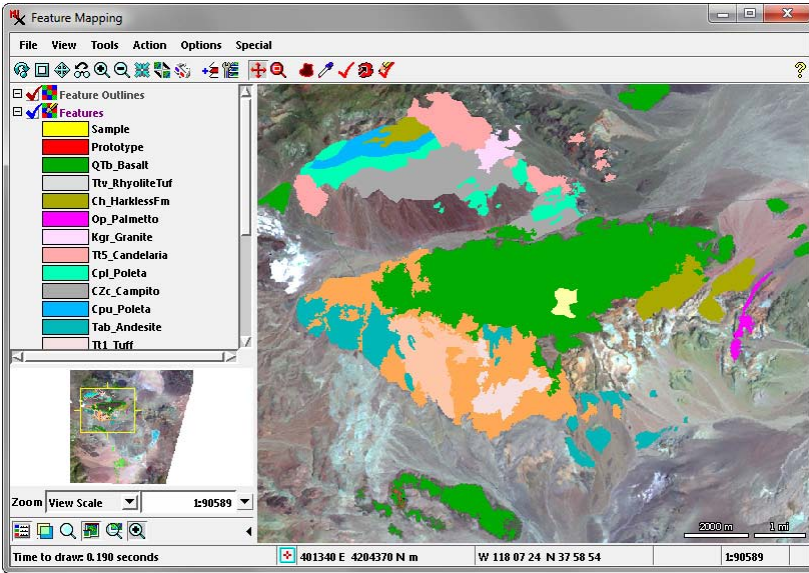 Feature Mapping
File View Tools Action Options Special
Feature Outlines
Features
Sample
Prototype
QTb_Basalt
Ttv_RhyoliteTuf
Ch_HarklessFm
Op_Palmetto
Kgr_Granite
Tt5_Candelaria
Cpl_Poleta
CZc_Campito
Cpu_Poleta
Tab_Andesite
Tt1_Tuff
2000 m 1 mi
Zoom View Scale 1:90589
Time to draw: 0.190 seconds 401340 E 4204370 N m W 118 07 24 N 37 58 54 1:90589